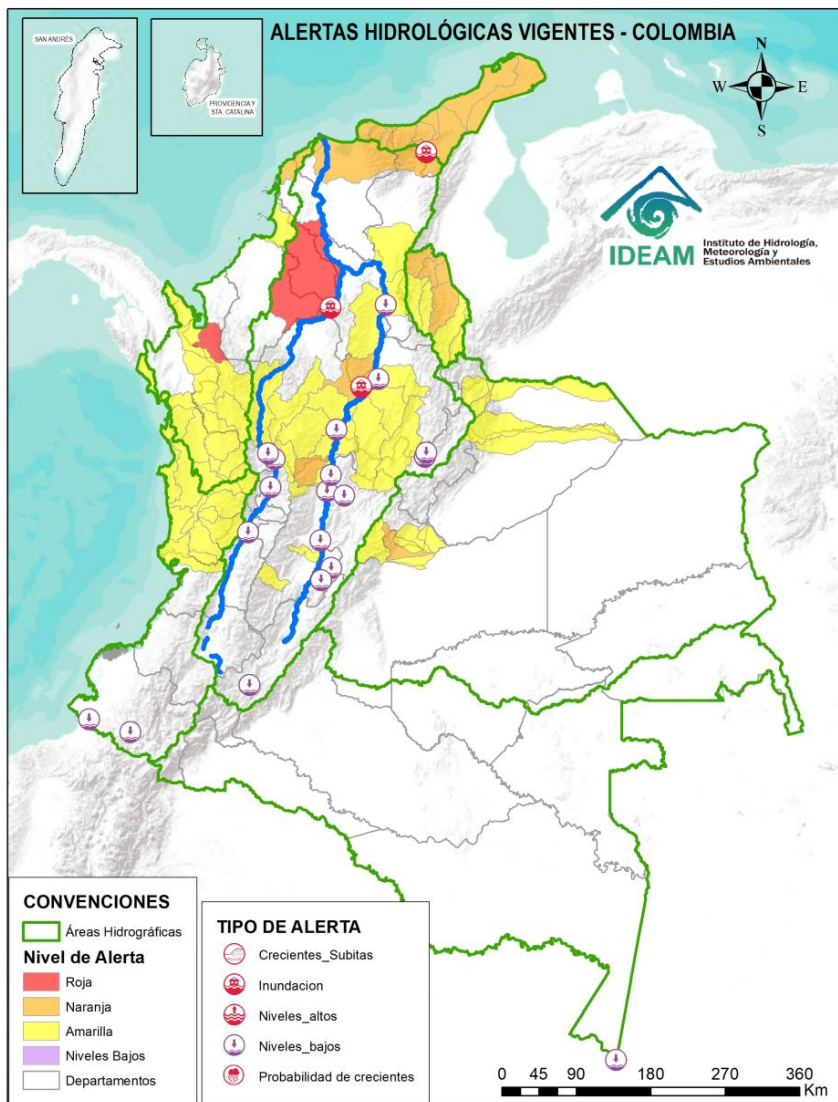 ALERTAS HIDROLÓGICAS VIGENTES - COLOMBIA
SAN ANDRÉS
PROVIDENCIA Y
STA. CATALINA
N
W
E
S
IDEAM
Instituto de Hidrología,
Meteorología y
Estudios Ambientales
CONVENCIONES
Áreas Hidrográficas
Nivel de Alerta
Roja
Naranja
Amarilla
Niveles Bajos
Departamentos
TIPO DE ALERTA
Crecientes_Subitas
Inundacion
Niveles_altos
Niveles_bajos
Probabilidad de crecientes
0 45 90 180 270 360
Km